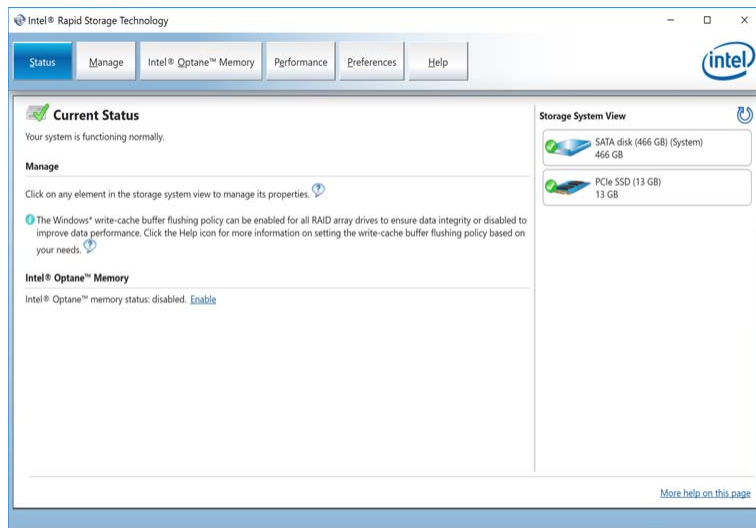 Intel® Rapid Storage Technology
Status
Manage
Intel® Optane™ Memory
Performance
Preferences
Help
intel
Current Status
Your system is functioning normally.
Manage
Click on any element in the storage system view to manage its properties. ?
i The Windows* write-cache buffer flushing policy can be enabled for all RAID array drives to ensure data integrity or disabled to
improve data performance. Click the Help icon for more information on setting the write-cache buffer flushing policy based on
your needs. ?
Intel® Optane™ Memory
Intel® Optane™ memory status: disabled. Enable
Storage System View
SATA disk (466 GB) (System)
466 GB
PCIe SSD (13 GB)
13 GB
More help on this page